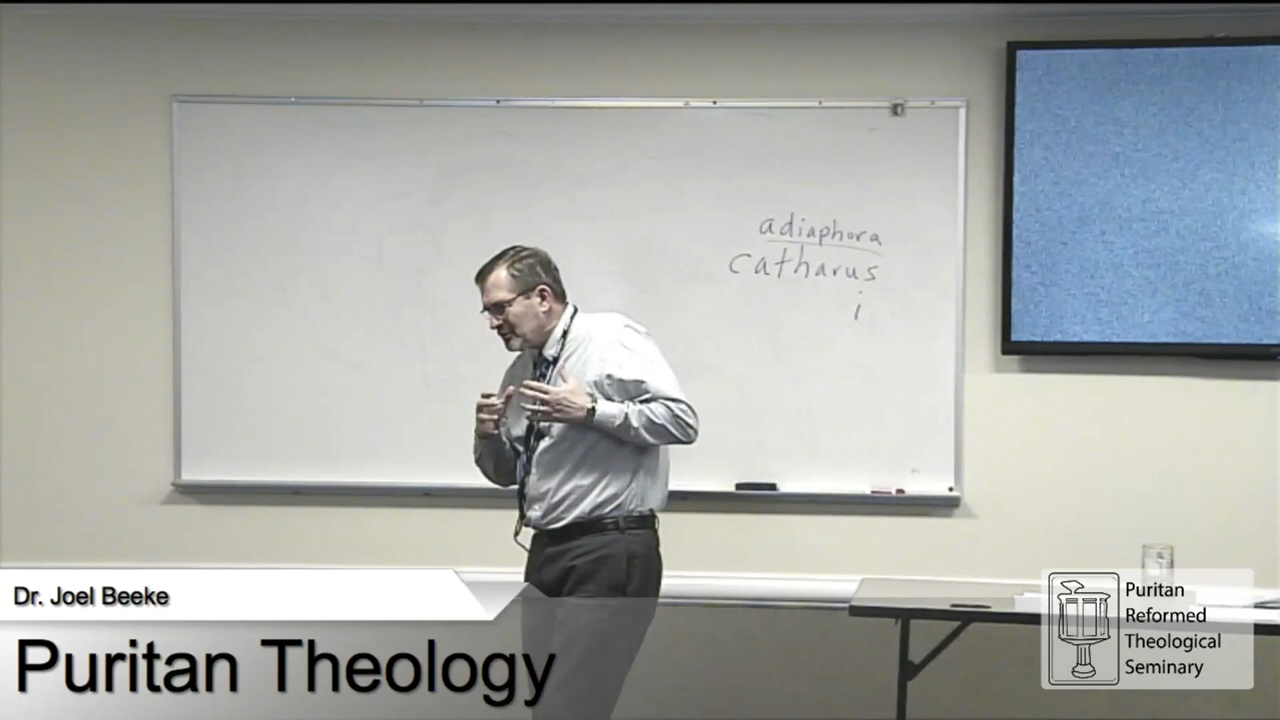 adiaphora
catharus
i
Dr. Joel Beeke
Puritan Theology
Puritan
Reformed
Theological
Seminary